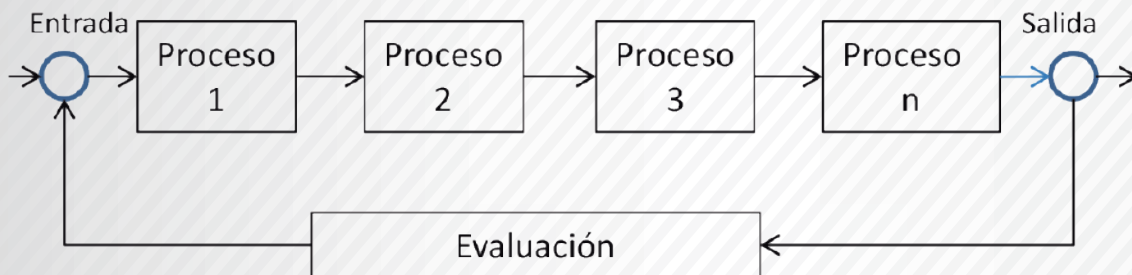 Entrada
Salida
Proceso
1
Proceso
2
Proceso
3
Proceso
n
Evaluación